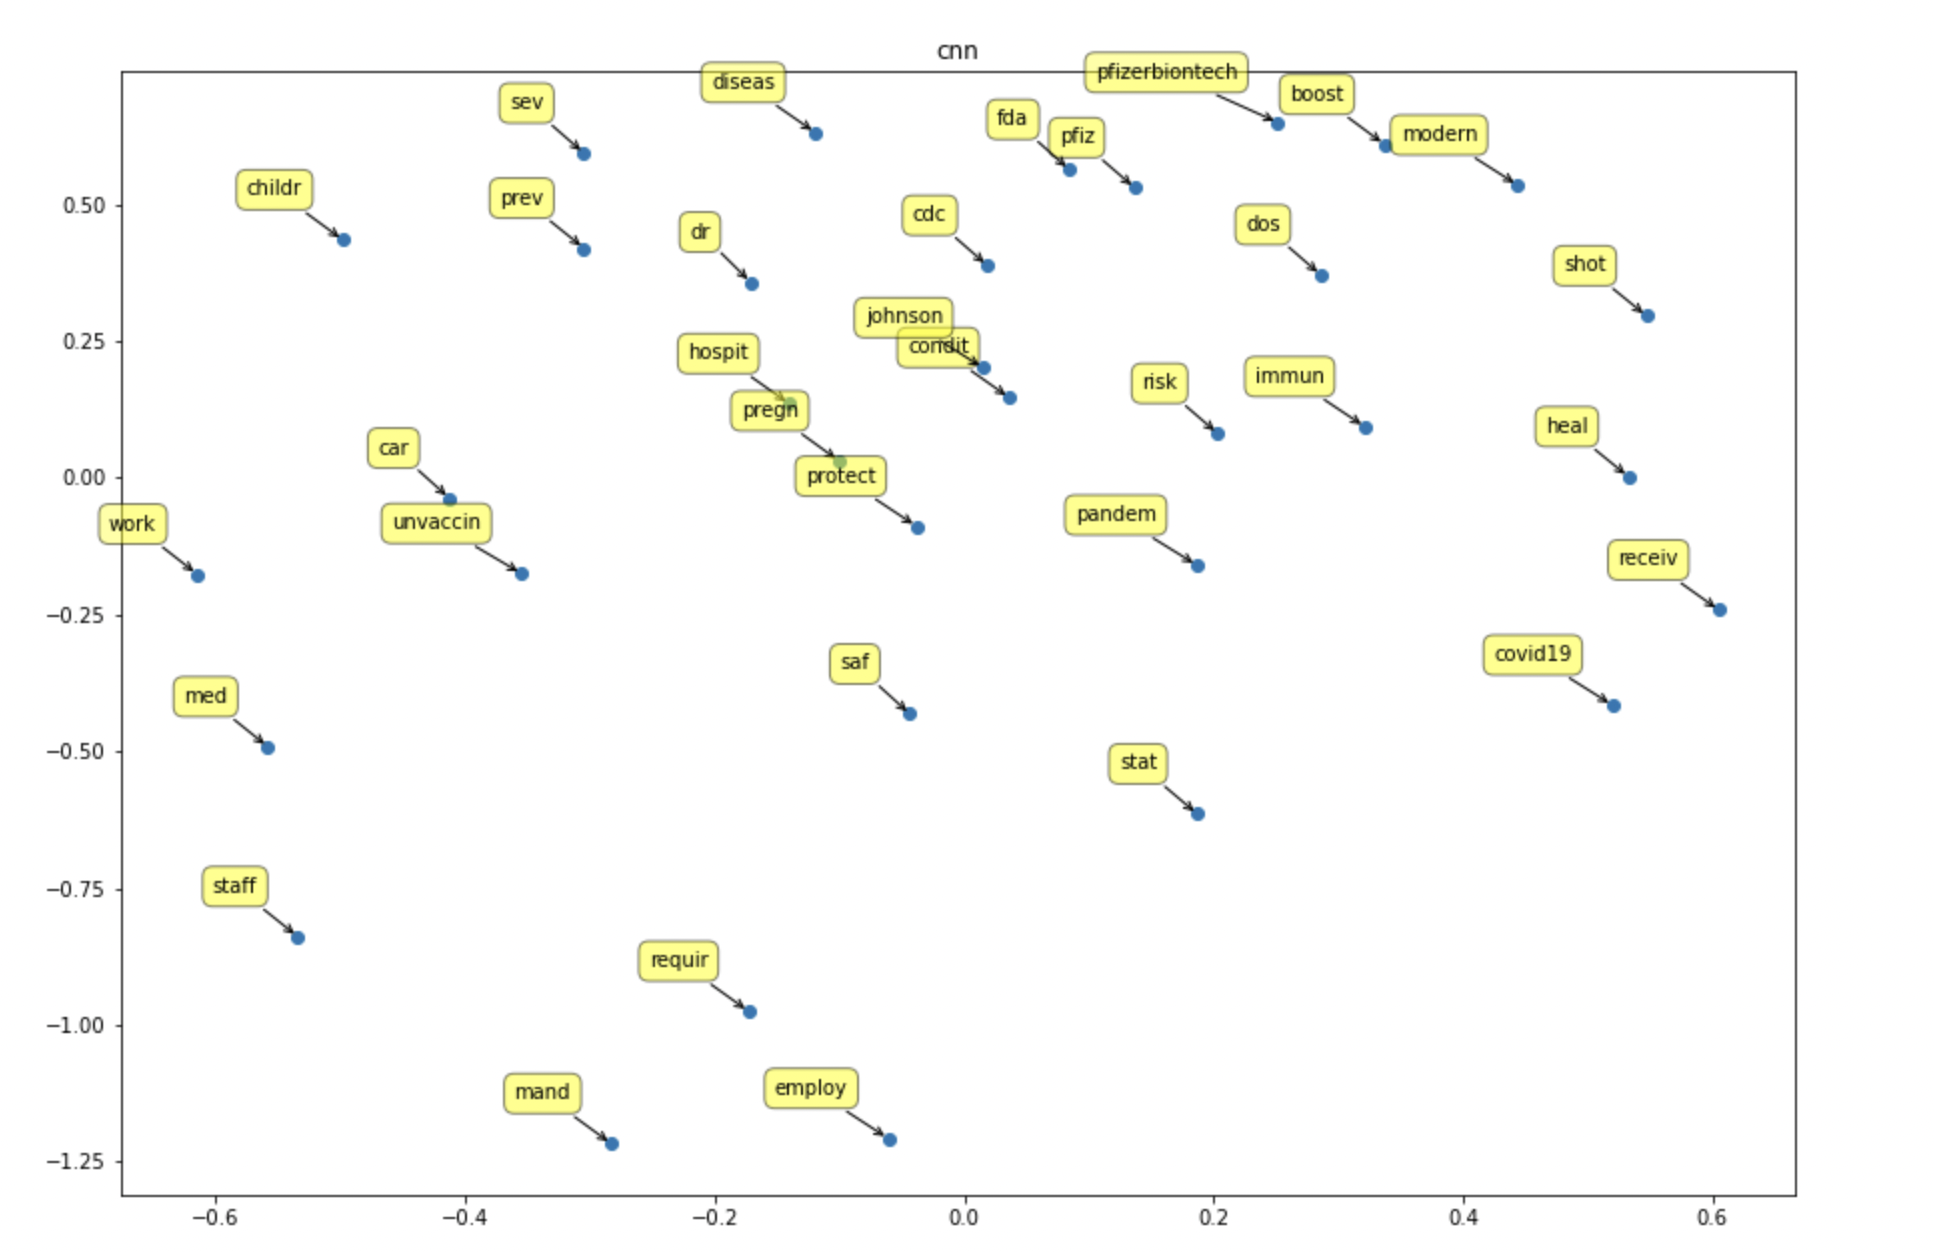 cnn
diseas
pfizerbiontech
boost
sev
fda
pfiz
modern
childr
prev
dr
cdc
dos
shot
johnson
condit
hospit
pregn
risk
immun
heal
car
protect
work
unvaccin
pandem
receiv
saf
covid19
med
stat
staff
requir
mand
employ
0.50
0.25
0.00
−0.25
−0.50
−0.75
−1.00
−1.25
−0.6 −0.4 −0.2 0.0 0.2 0.4 0.6